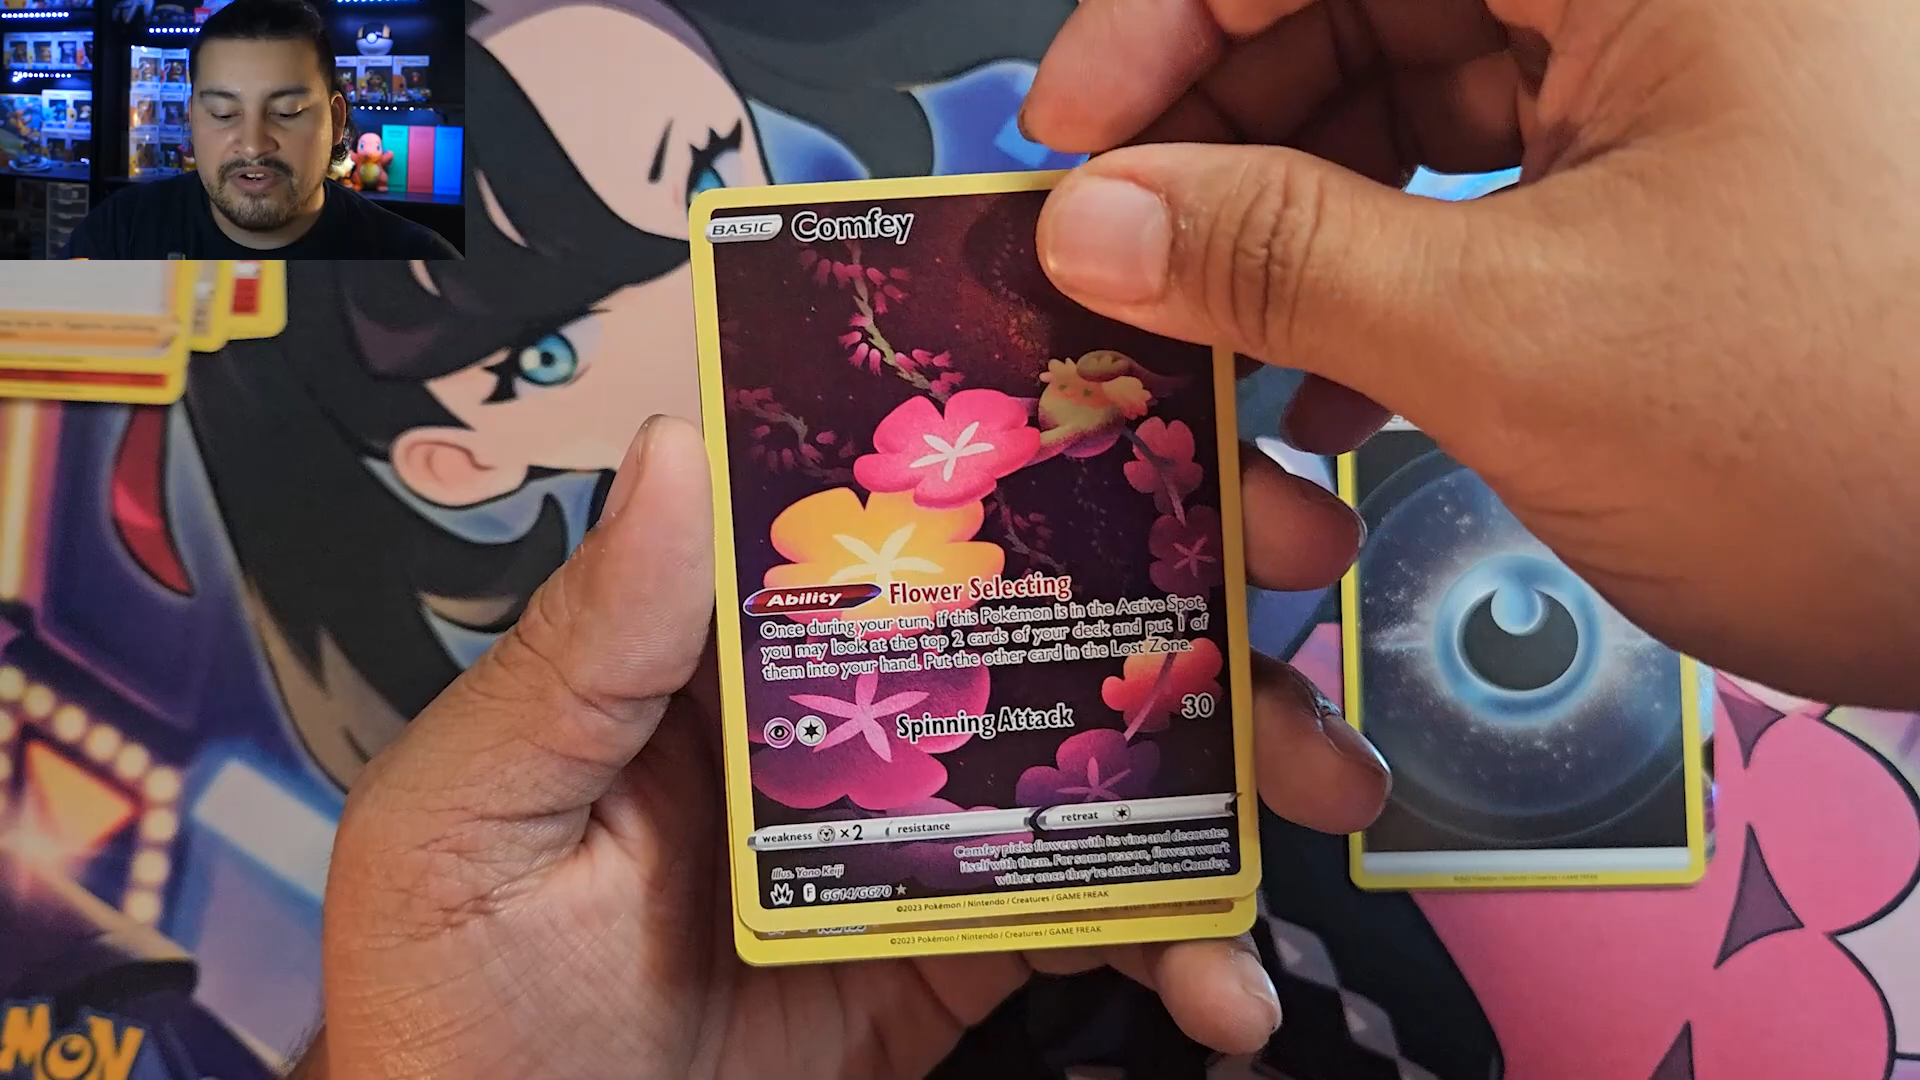 BASIC Comfey
Ability Flower Selecting
Once during your turn, if this Pokémon is in the Active Spot,
you may look at the top 2 cards of your deck and put 1 of
them into your hand. Put the other card in the Lost Zone.
Spinning Attack 30
weakness ×2 resistance retreat
Comfey picks flowers with its vine and decorates
itself with them. For some reason, flowers won't
wither once they're attached to a Comfey.
Illus. Yano Keiji
F GG14/GG70
©2023 Pokémon / Nintendo / Creatures / GAME FREAK
©2023 Pokémon / Nintendo / Creatures / GAME FREAK
MON